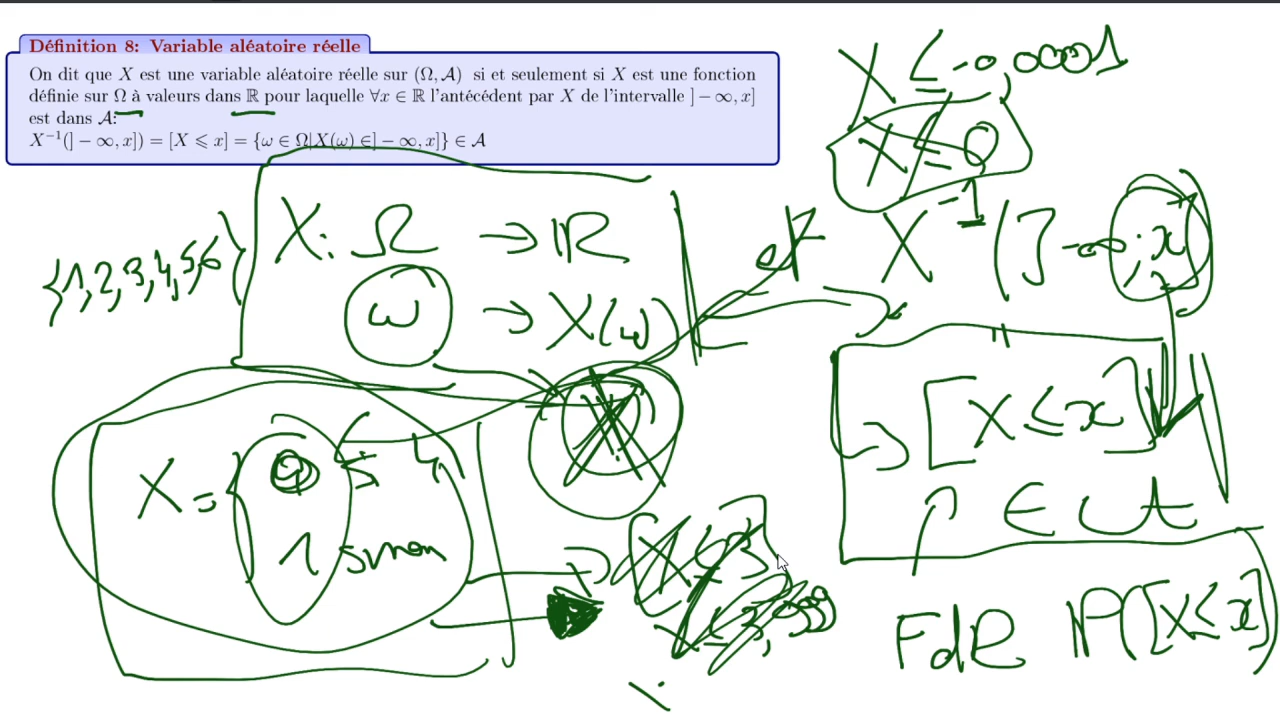 Définition 8: Variable aléatoire réelle
On dit que X est une variable aléatoire réelle sur (Ω, 𝒜) si et seulement si X est une fonction
définie sur Ω à valeurs dans ℝ pour laquelle ∀x ∈ ℝ l'antécédent par X de l'intervalle ] − ∞, x]
est dans 𝒜:
X⁻¹(] − ∞, x]) = [X ⩽ x] = {ω ∈ Ω|X(ω) ∈] − ∞, x]} ∈ 𝒜
X ≤ -0,0001
X ≤ 0
{1,2,3,4,5,6}
X: Ω → ℝ
ω → X(ω)
et
X⁻¹(]-∞; x])
=
→ [X ≤ x]
∈ 𝒜
X = { 0 si 4,
1 sinon
FdR ℙ([X ≤ x])